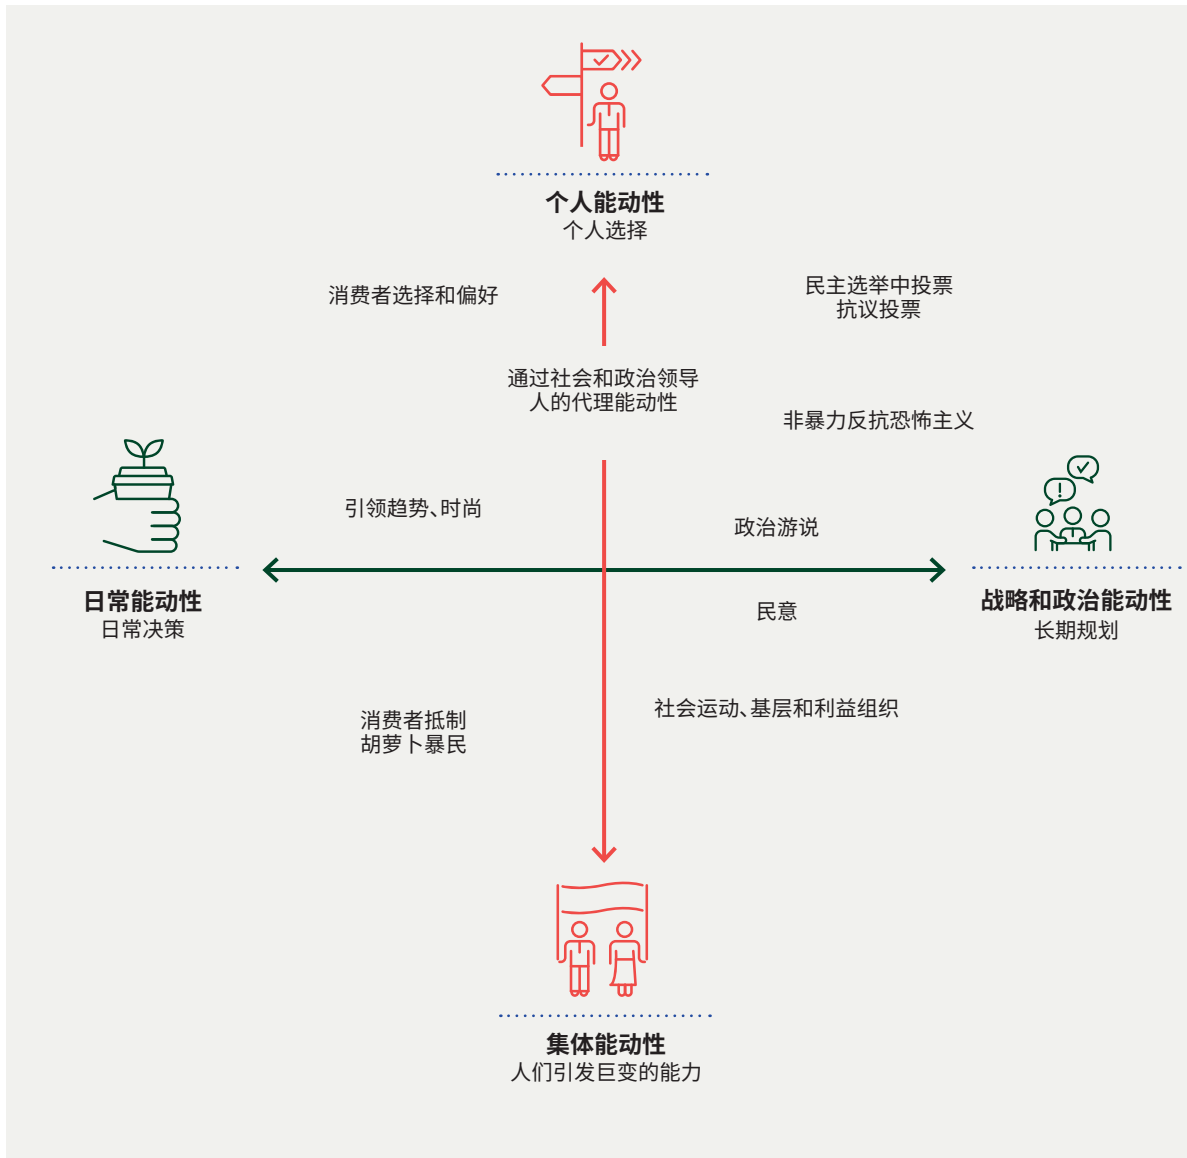 个人能动性
个人选择
消费者选择和偏好
民主选举中投票
抗议投票
通过社会和政治领导
人的代理能动性
非暴力反抗恐怖主义
引领趋势、时尚
政治游说
日常能动性
日常决策
战略和政治能动性
长期规划
民意
消费者抵制
胡萝卜暴民
社会运动、基层和利益组织
集体能动性
人们引发巨变的能力